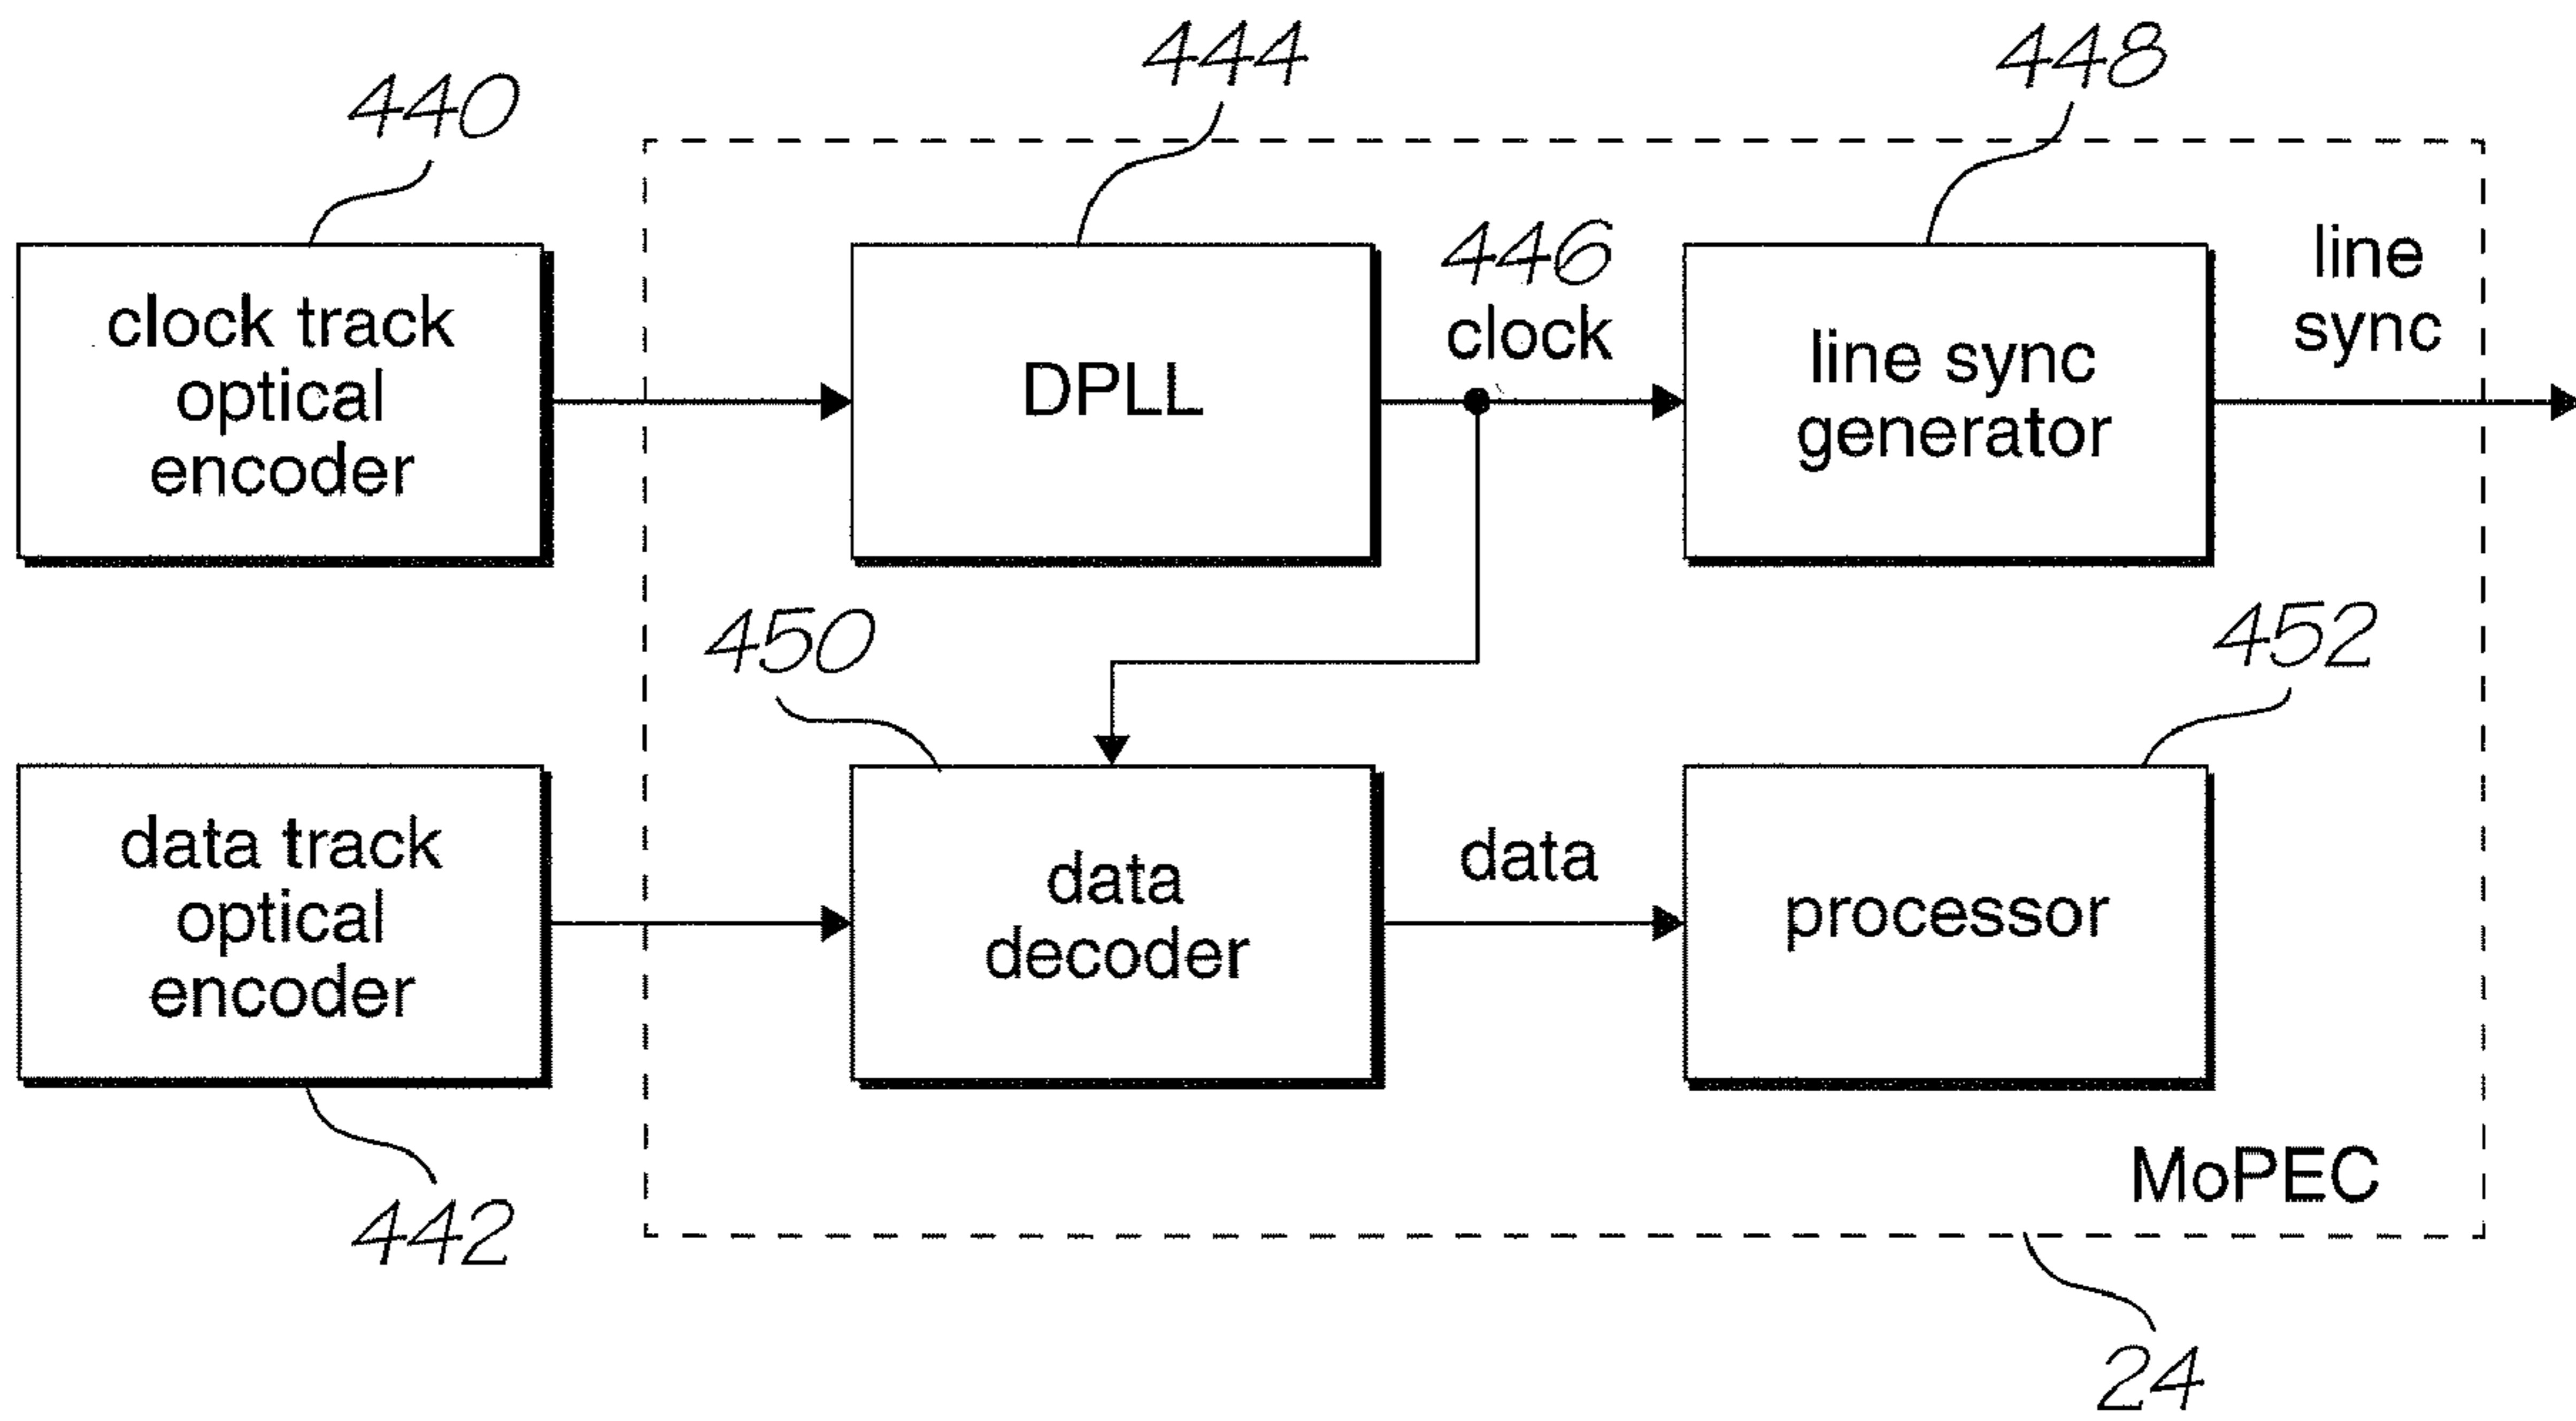 440
444
448
clock track
optical
encoder
DPLL
446
clock
line sync
generator
line
sync
450
452
data track
optical
encoder
data
decoder
data
processor
MoPEC
442
24